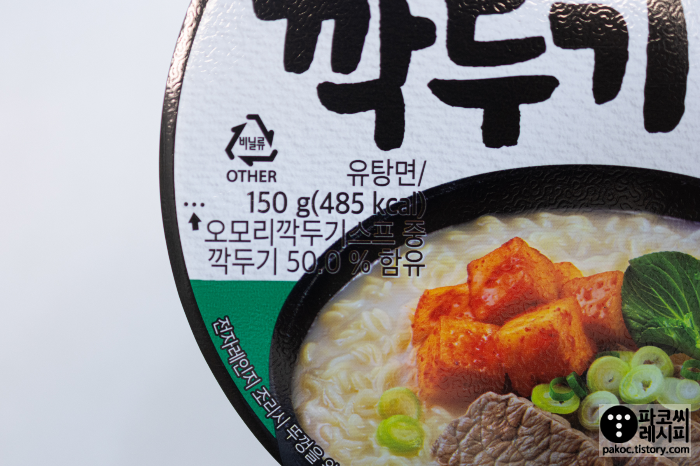 깍두기
비닐류
OTHER
유탕면/
150 g(485 kcal)
오모리깍두기스프 중
깍두기 50.0 % 함유
전자레인지 조리시 뚜껑을
파코씨
레시피
pakoc.tistory.com